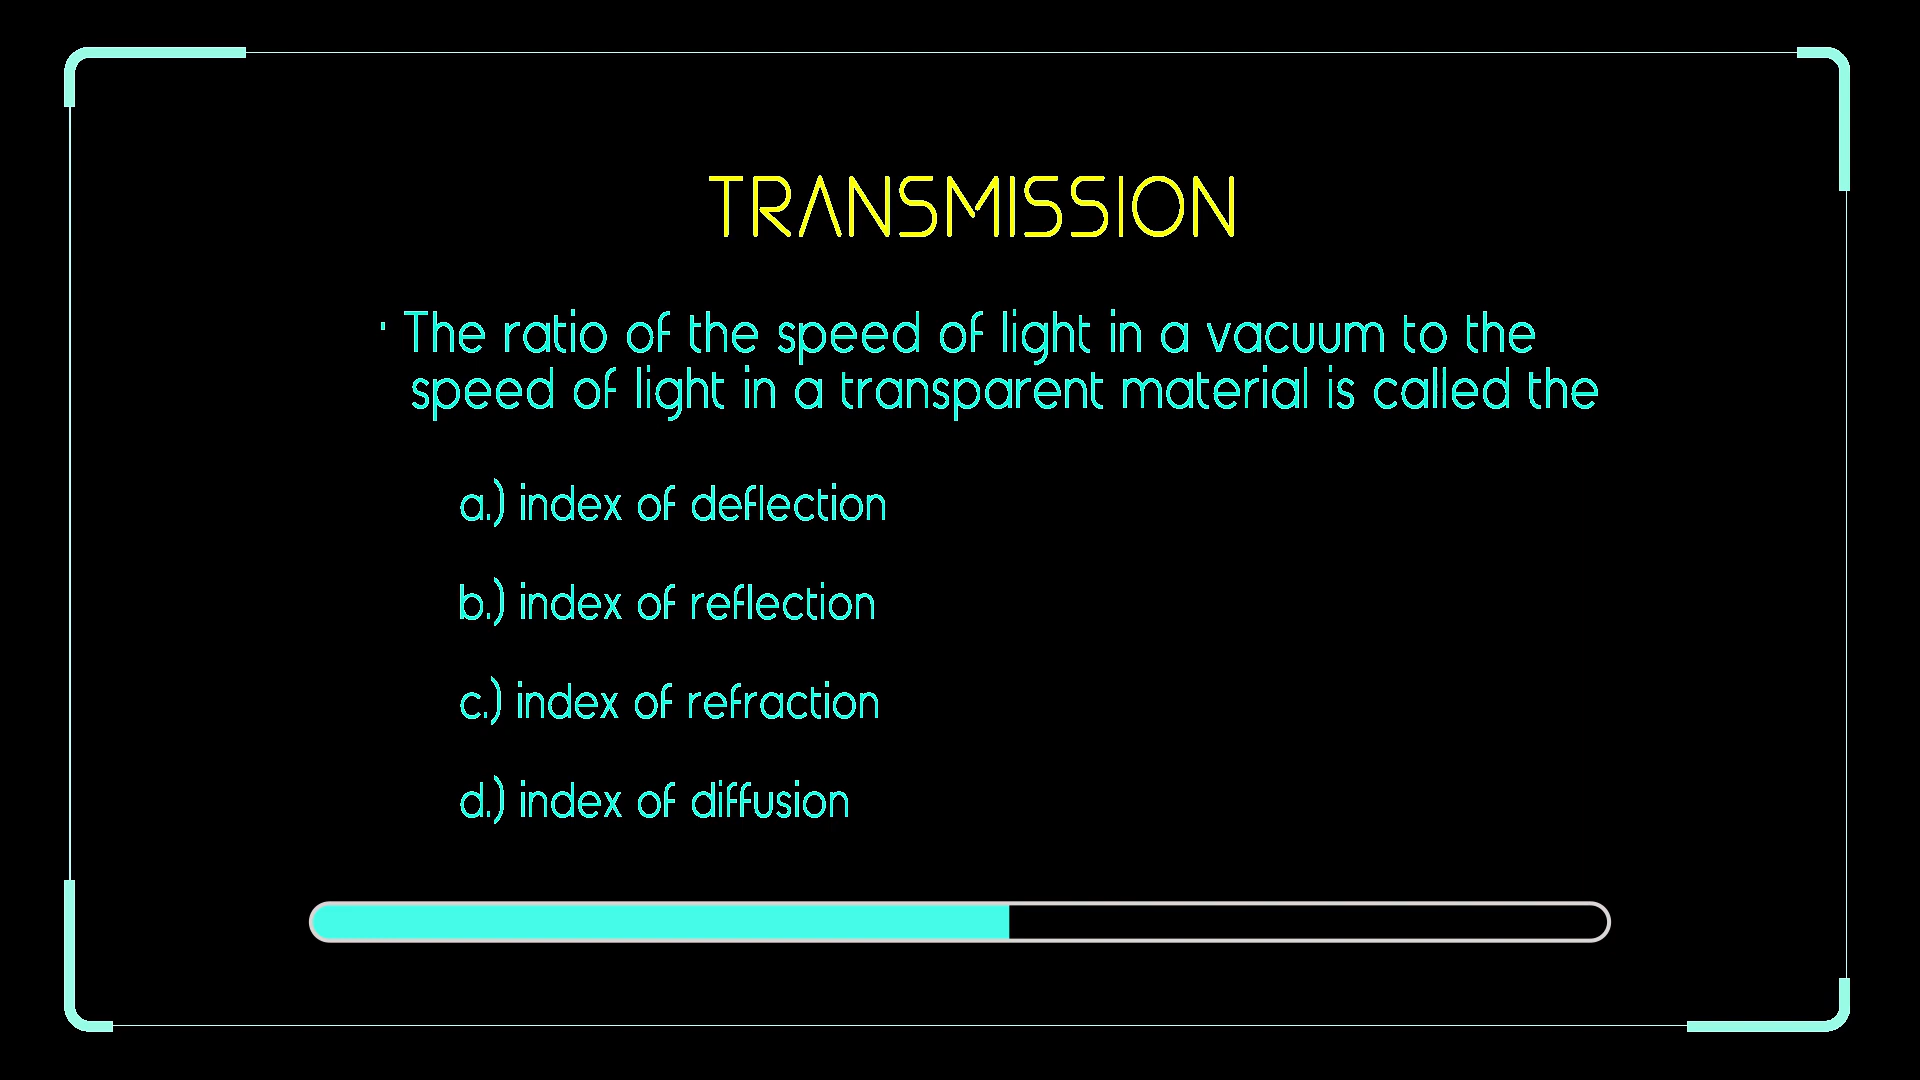 TRANSMISSION
· The ratio of the speed of light in a vacuum to the
speed of light in a transparent material is called the
a.) index of deflection
b.) index of reflection
c.) index of refraction
d.) index of diffusion